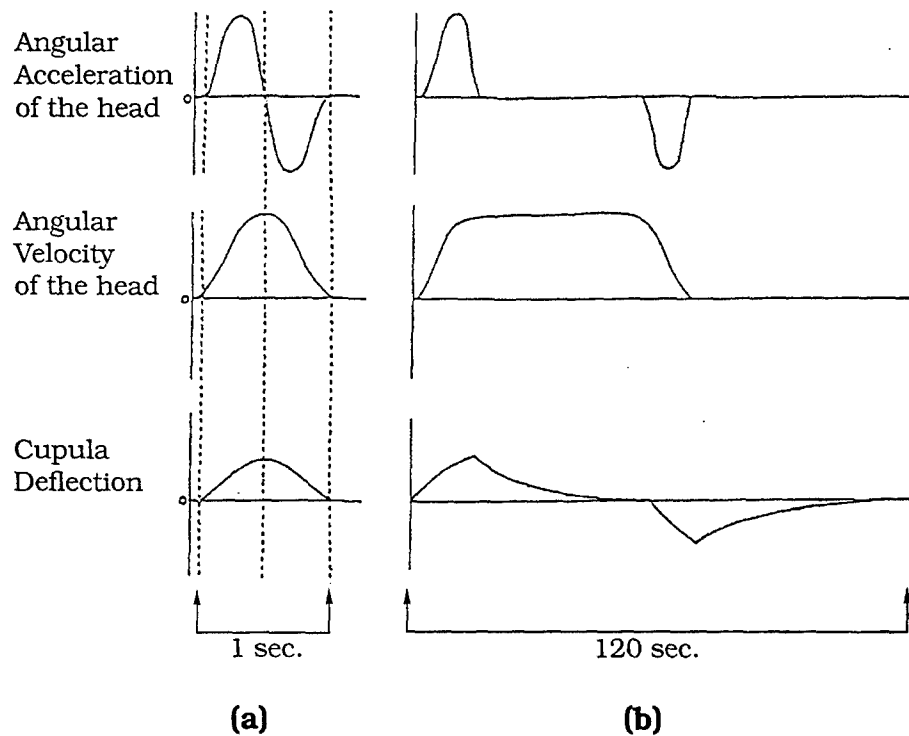 Angular
Acceleration
of the head
o
Angular
Velocity
of the head
o
Cupula
Deflection
o
1 sec.
120 sec.
(a)
(b)